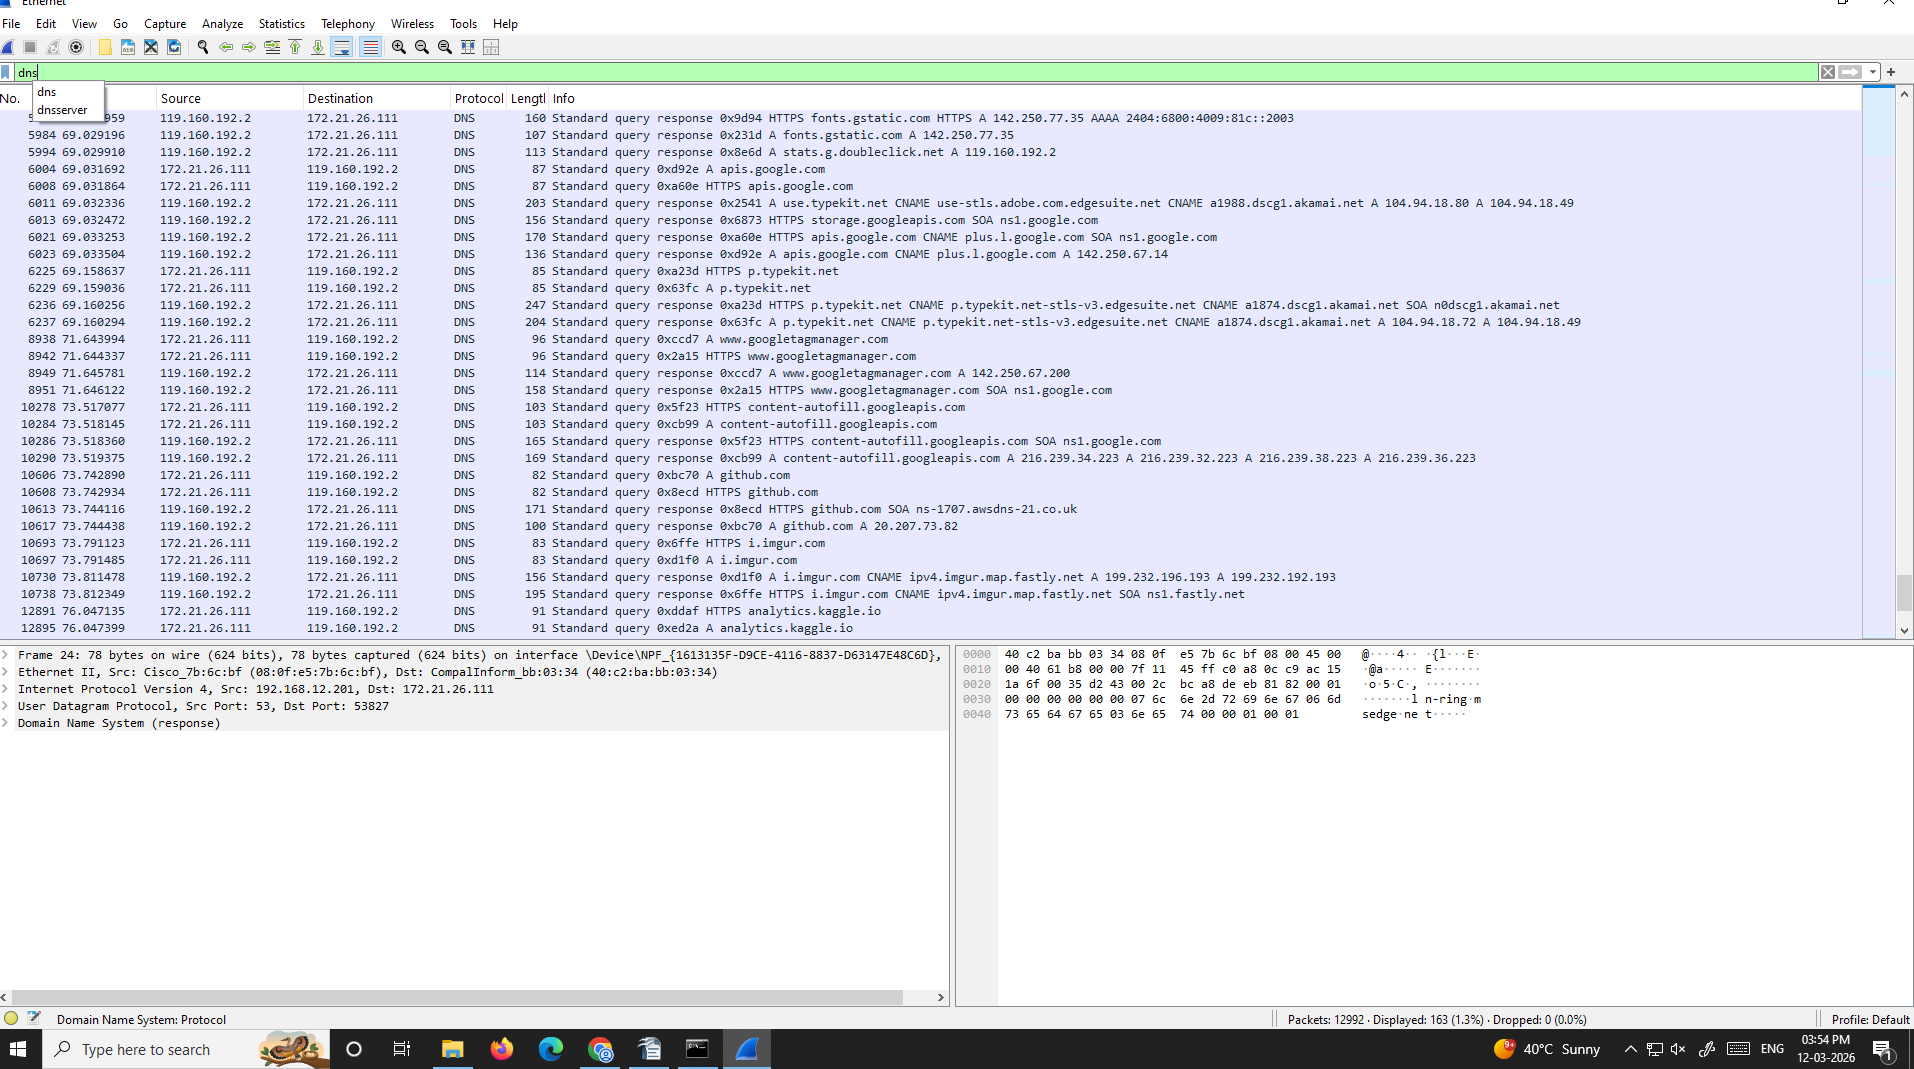 Ethernet
File Edit View Go Capture Analyze Statistics Telephony Wireless Tools Help
dns
dns
dnsserver
No. Source Destination Protocol Lengtl Info
5 959 119.160.192.2 172.21.26.111 DNS 160 Standard query response 0x9d94 HTTPS fonts.gstatic.com HTTPS A 142.250.77.35 AAAA 2404:6800:4009:81c::2003
5984 69.029196 119.160.192.2 172.21.26.111 DNS 107 Standard query response 0x231d A fonts.gstatic.com A 142.250.77.35
5994 69.029910 119.160.192.2 172.21.26.111 DNS 113 Standard query response 0x8e6d A stats.g.doubleclick.net A 119.160.192.2
6004 69.031692 172.21.26.111 119.160.192.2 DNS 87 Standard query 0xd92e A apis.google.com
6008 69.031864 172.21.26.111 119.160.192.2 DNS 87 Standard query 0xa60e HTTPS apis.google.com
6011 69.032336 119.160.192.2 172.21.26.111 DNS 203 Standard query response 0x2541 A use.typekit.net CNAME use-stls.adobe.com.edgesuite.net CNAME a1988.dscg1.akamai.net A 104.94.18.80 A 104.94.18.49
6013 69.032472 119.160.192.2 172.21.26.111 DNS 156 Standard query response 0x6873 HTTPS storage.googleapis.com SOA ns1.google.com
6021 69.033253 119.160.192.2 172.21.26.111 DNS 170 Standard query response 0xa60e HTTPS apis.google.com CNAME plus.l.google.com SOA ns1.google.com
6023 69.033504 119.160.192.2 172.21.26.111 DNS 136 Standard query response 0xd92e A apis.google.com CNAME plus.l.google.com A 142.250.67.14
6225 69.158637 172.21.26.111 119.160.192.2 DNS 85 Standard query 0xa23d HTTPS p.typekit.net
6229 69.159036 172.21.26.111 119.160.192.2 DNS 85 Standard query 0x63fc A p.typekit.net
6236 69.160256 119.160.192.2 172.21.26.111 DNS 247 Standard query response 0xa23d HTTPS p.typekit.net CNAME p.typekit.net-stls-v3.edgesuite.net CNAME a1874.dscg1.akamai.net SOA n0dscg1.akamai.net
6237 69.160294 119.160.192.2 172.21.26.111 DNS 204 Standard query response 0x63fc A p.typekit.net CNAME p.typekit.net-stls-v3.edgesuite.net CNAME a1874.dscg1.akamai.net A 104.94.18.72 A 104.94.18.49
8938 71.643994 172.21.26.111 119.160.192.2 DNS 96 Standard query 0xccd7 A www.googletagmanager.com
8942 71.644337 172.21.26.111 119.160.192.2 DNS 96 Standard query 0x2a15 HTTPS www.googletagmanager.com
8949 71.645781 119.160.192.2 172.21.26.111 DNS 114 Standard query response 0xccd7 A www.googletagmanager.com A 142.250.67.200
8951 71.646122 119.160.192.2 172.21.26.111 DNS 158 Standard query response 0x2a15 HTTPS www.googletagmanager.com SOA ns1.google.com
10278 73.517077 172.21.26.111 119.160.192.2 DNS 103 Standard query 0x5f23 HTTPS content-autofill.googleapis.com
10284 73.518145 172.21.26.111 119.160.192.2 DNS 103 Standard query 0xcb99 A content-autofill.googleapis.com
10286 73.518360 119.160.192.2 172.21.26.111 DNS 165 Standard query response 0x5f23 HTTPS content-autofill.googleapis.com SOA ns1.google.com
10290 73.519375 119.160.192.2 172.21.26.111 DNS 169 Standard query response 0xcb99 A content-autofill.googleapis.com A 216.239.34.223 A 216.239.32.223 A 216.239.38.223 A 216.239.36.223
10606 73.742890 172.21.26.111 119.160.192.2 DNS 82 Standard query 0xbc70 A github.com
10608 73.742934 172.21.26.111 119.160.192.2 DNS 82 Standard query 0x8ecd HTTPS github.com
10613 73.744116 119.160.192.2 172.21.26.111 DNS 171 Standard query response 0x8ecd HTTPS github.com SOA ns-1707.awsdns-21.co.uk
10617 73.744438 119.160.192.2 172.21.26.111 DNS 100 Standard query response 0xbc70 A github.com A 20.207.73.82
10693 73.791123 172.21.26.111 119.160.192.2 DNS 83 Standard query 0x6ffe HTTPS i.imgur.com
10697 73.791485 172.21.26.111 119.160.192.2 DNS 83 Standard query 0xd1f0 A i.imgur.com
10730 73.811478 119.160.192.2 172.21.26.111 DNS 156 Standard query response 0xd1f0 A i.imgur.com CNAME ipv4.imgur.map.fastly.net A 199.232.196.193 A 199.232.192.193
10738 73.812349 119.160.192.2 172.21.26.111 DNS 195 Standard query response 0x6ffe HTTPS i.imgur.com CNAME ipv4.imgur.map.fastly.net SOA ns1.fastly.net
12891 76.047135 172.21.26.111 119.160.192.2 DNS 91 Standard query 0xddaf HTTPS analytics.kaggle.io
12895 76.047399 172.21.26.111 119.160.192.2 DNS 91 Standard query 0xed2a A analytics.kaggle.io
Frame 24: 78 bytes on wire (624 bits), 78 bytes captured (624 bits) on interface \Device\NPF_{1613135F-D9CE-4116-8837-D63147E48C6D},
Ethernet II, Src: Cisco_7b:6c:bf (08:0f:e5:7b:6c:bf), Dst: CompalInform_bb:03:34 (40:c2:ba:bb:03:34)
Internet Protocol Version 4, Src: 192.168.12.201, Dst: 172.21.26.111
User Datagram Protocol, Src Port: 53, Dst Port: 53827
Domain Name System (response)
0000 40 c2 ba bb 03 34 08 0f e5 7b 6c bf 08 00 45 00 @····4·· ·{l···E·
0010 00 40 61 b8 00 00 7f 11 45 ff c0 a8 0c c9 ac 15 ·@a····· E·······
0020 1a 6f 00 35 d2 43 00 2c bc a8 de eb 81 82 00 01 ·o·5·C·, ········
0030 00 00 00 00 00 00 07 6c 6e 2d 72 69 6e 67 06 6d ·······l n-ring·m
0040 73 65 64 67 65 03 6e 65 74 00 00 01 00 01 sedge·ne t·····
Domain Name System: Protocol
Packets: 12992 · Displayed: 163 (1.3%) · Dropped: 0 (0.0%)
Profile: Default
Type here to search
40°C Sunny
ENG
03:54 PM
12-03-2026
1